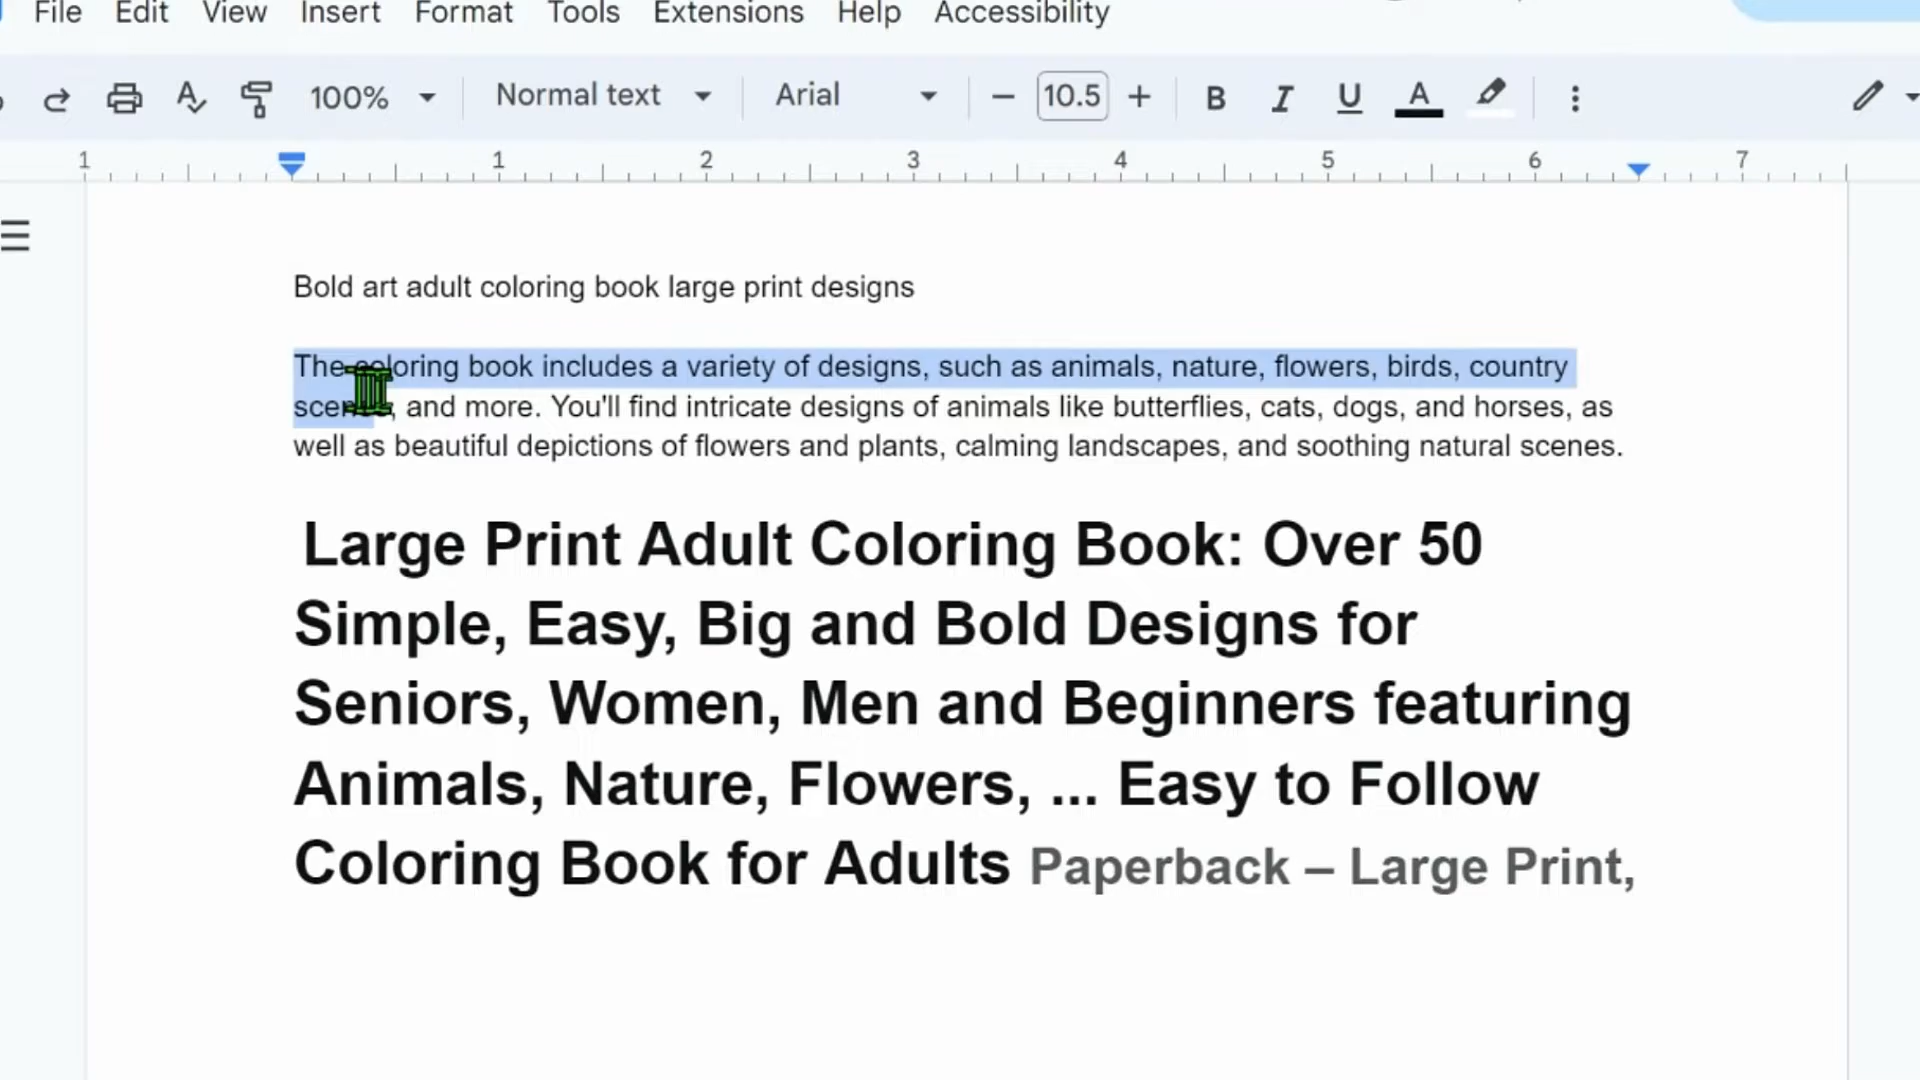 File Edit View Insert Format Tools Extensions Help Accessibility
100% Normal text Arial 10.5 B I U A
1 1 2 3 4 5 6 7
Bold art adult coloring book large print designs
The coloring book includes a variety of designs, such as animals, nature, flowers, birds, country
scenes, and more. You'll find intricate designs of animals like butterflies, cats, dogs, and horses, as
well as beautiful depictions of flowers and plants, calming landscapes, and soothing natural scenes.
Large Print Adult Coloring Book: Over 50
Simple, Easy, Big and Bold Designs for
Seniors, Women, Men and Beginners featuring
Animals, Nature, Flowers, ... Easy to Follow
Coloring Book for Adults Paperback – Large Print,